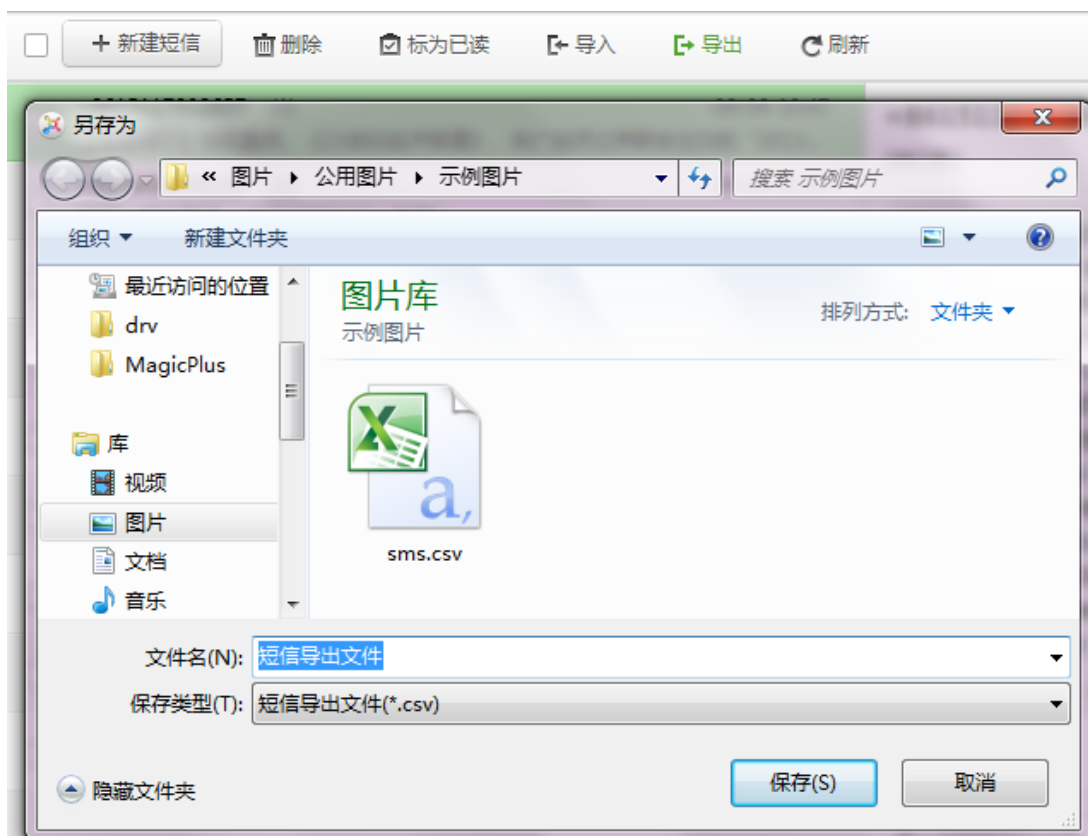 新建短信 删除 标为已读 导入 导出 刷新
另存为
« 图片 公用图片 示例图片 搜索 示例图片
组织 新建文件夹
最近访问的位置
drv
MagicPlus
库
视频
图片
文档
音乐
图片库
示例图片
排列方式: 文件夹
sms.csv
文件名(N): 短信导出文件
保存类型(T): 短信导出文件(*.csv)
隐藏文件夹 保存(S) 取消